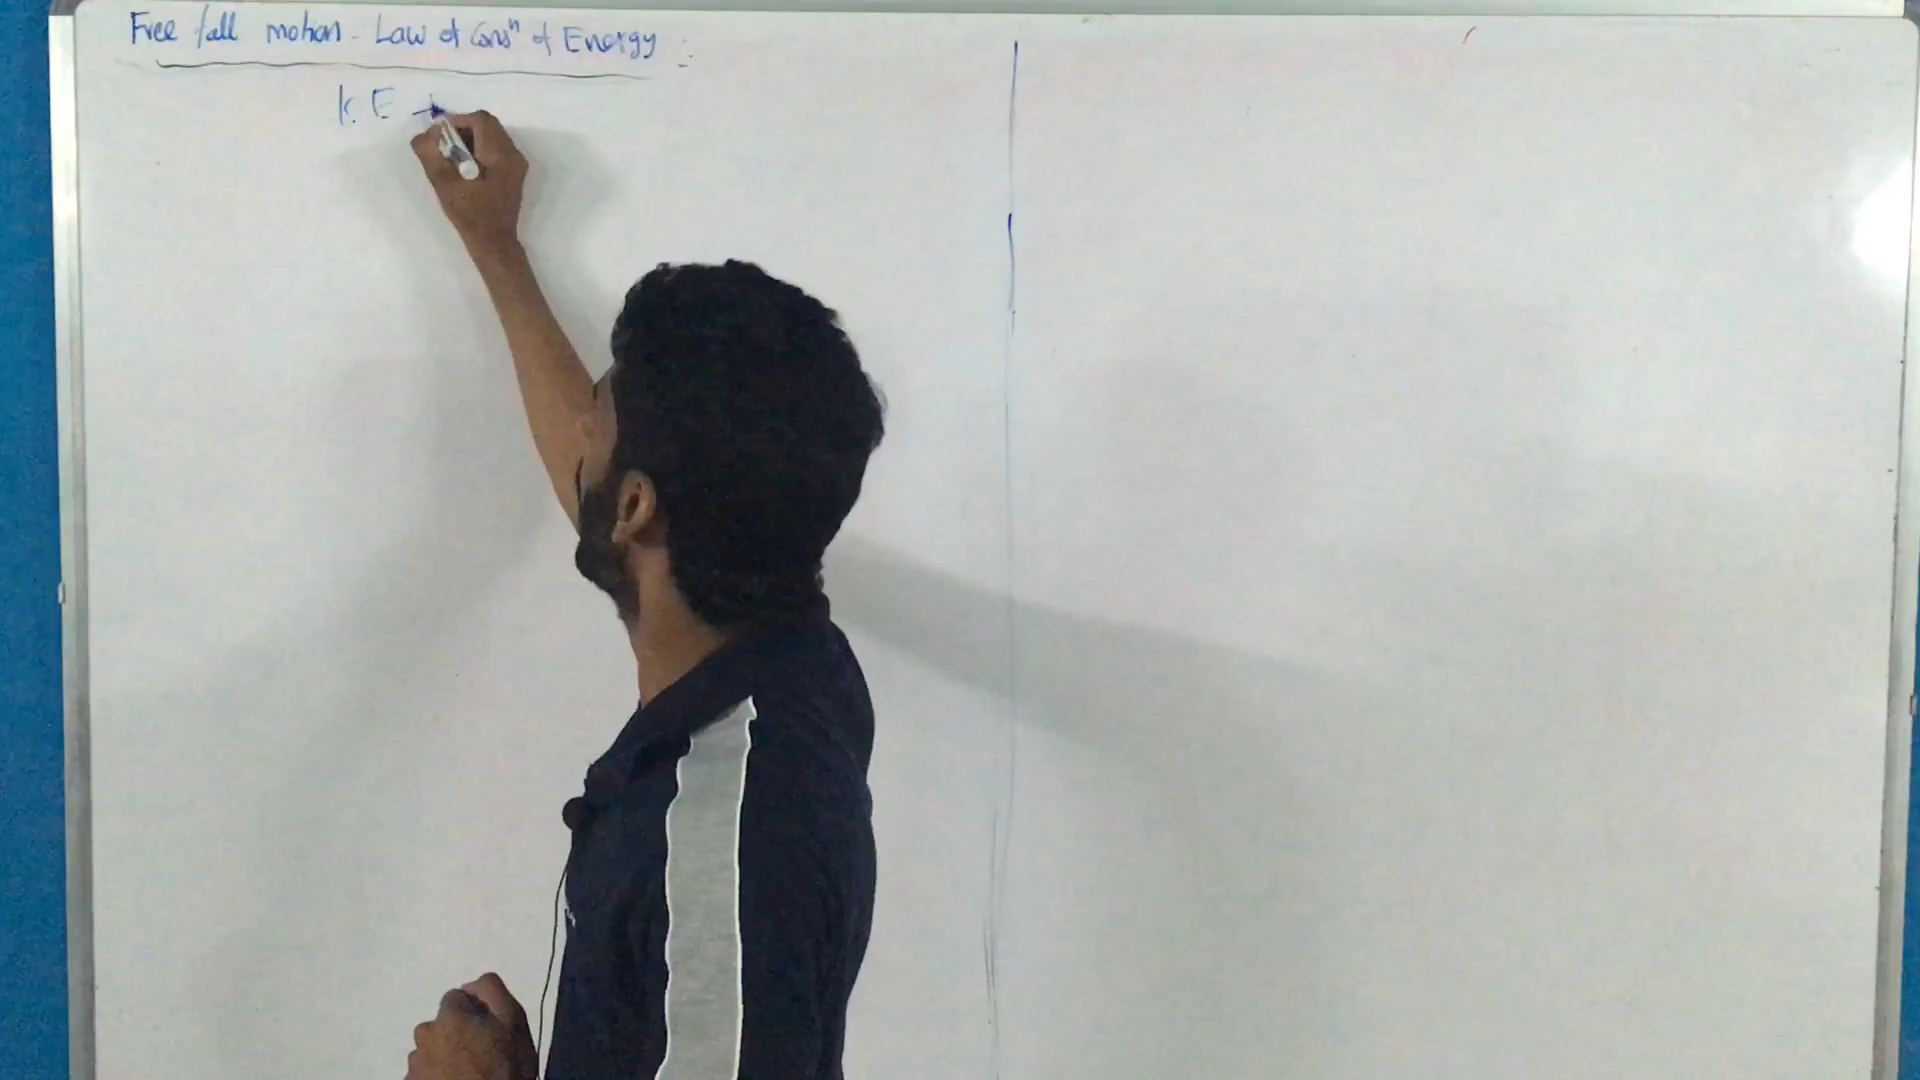 Free fall motion - Law of Consⁿ of Energy :
K.E +